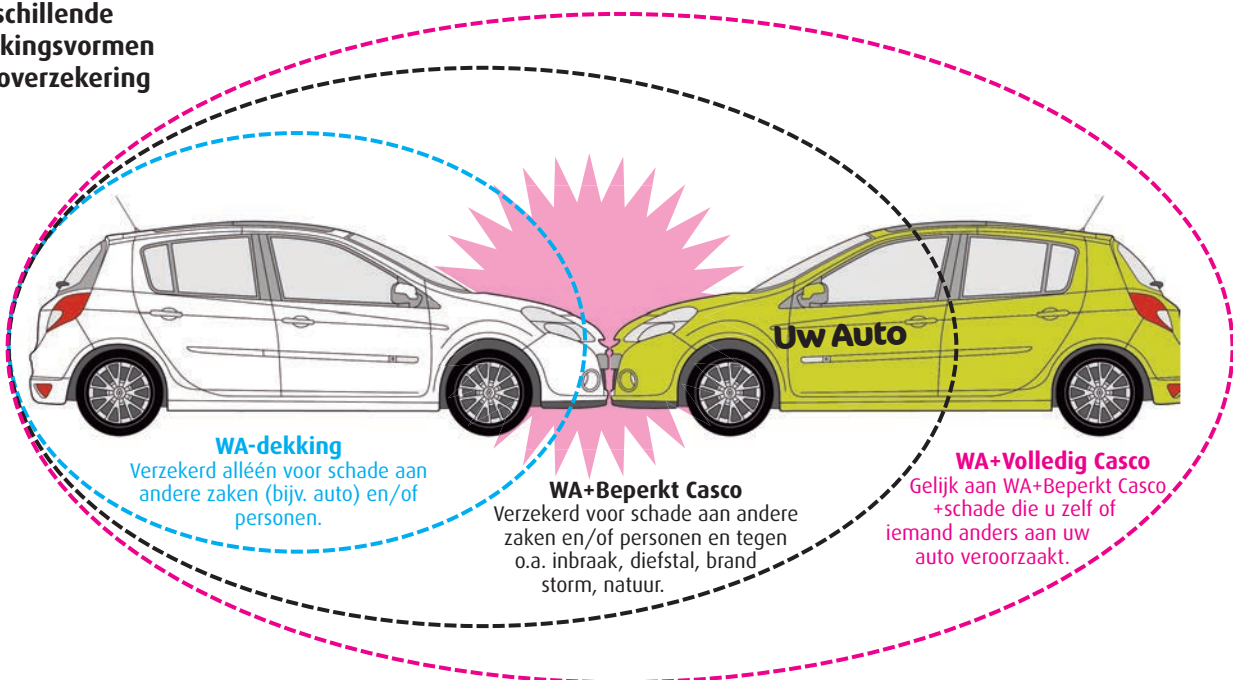 schillende
kingsvormen
overzekering
Uw Auto
WA-dekking
Verzekerd alléén voor schade aan
andere zaken (bijv. auto) en/of
personen.
WA+Beperkt Casco
Verzekerd voor schade aan andere
zaken en/of personen en tegen
o.a. inbraak, diefstal, brand
storm, natuur.
WA+Volledig Casco
Gelijk aan WA+Beperkt Casco
+schade die u zelf of
iemand anders aan uw
auto veroorzaakt.